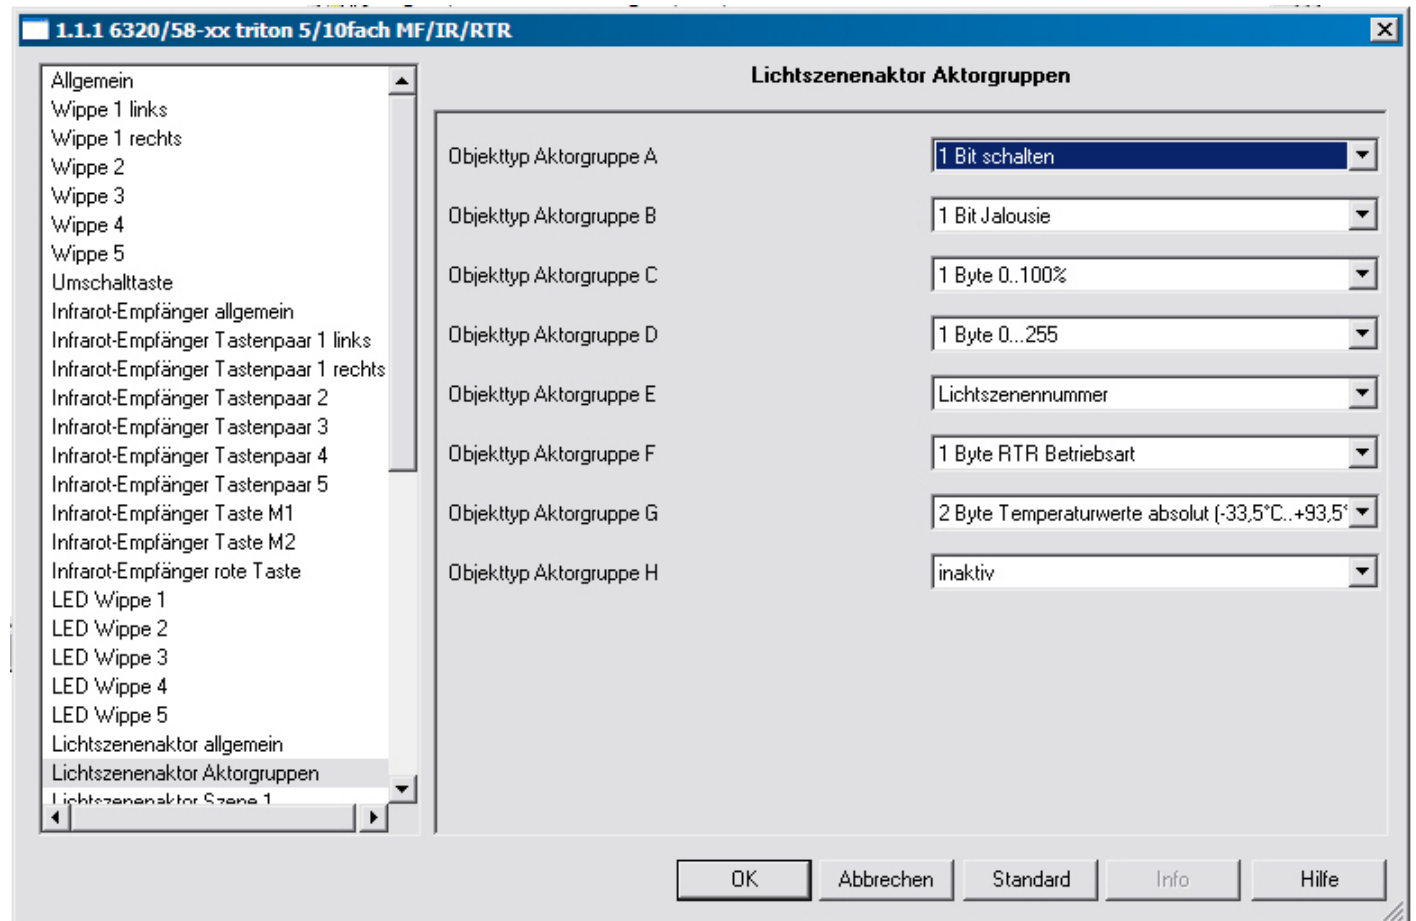 1.1.1 6320/58-xx triton 5/10fach MF/IR/RTR
Allgemein
Wippe 1 links
Wippe 1 rechts
Wippe 2
Wippe 3
Wippe 4
Wippe 5
Umschalttaste
Infrarot-Empfänger allgemein
Infrarot-Empfänger Tastenpaar 1 links
Infrarot-Empfänger Tastenpaar 1 rechts
Infrarot-Empfänger Tastenpaar 2
Infrarot-Empfänger Tastenpaar 3
Infrarot-Empfänger Tastenpaar 4
Infrarot-Empfänger Tastenpaar 5
Infrarot-Empfänger Taste M1
Infrarot-Empfänger Taste M2
Infrarot-Empfänger rote Taste
LED Wippe 1
LED Wippe 2
LED Wippe 3
LED Wippe 4
LED Wippe 5
Lichtszenenaktor allgemein
Lichtszenenaktor Aktorgruppen
Lichtszenenaktor Szene 1
Lichtszenenaktor Aktorgruppen
Objekttyp Aktorgruppe A 1 Bit schalten
Objekttyp Aktorgruppe B 1 Bit Jalousie
Objekttyp Aktorgruppe C 1 Byte 0..100%
Objekttyp Aktorgruppe D 1 Byte 0...255
Objekttyp Aktorgruppe E Lichtszenennummer
Objekttyp Aktorgruppe F 1 Byte RTR Betriebsart
Objekttyp Aktorgruppe G 2 Byte Temperaturwerte absolut (-33,5°C..+93,5°
Objekttyp Aktorgruppe H inaktiv
OK Abbrechen Standard Info Hilfe